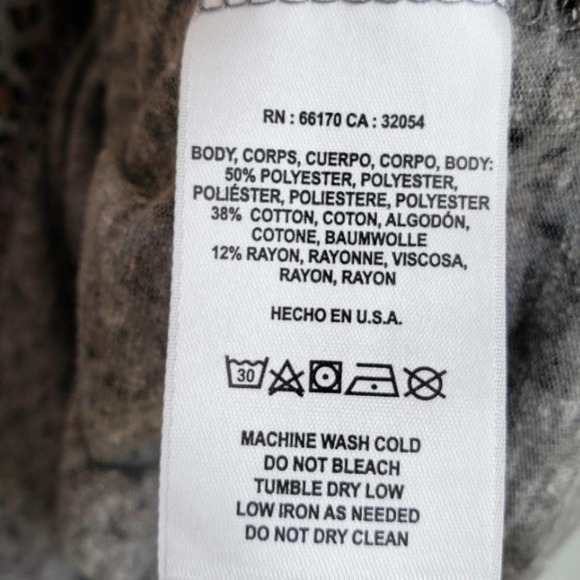 RN : 66170 CA : 32054
BODY, CORPS, CUERPO, CORPO, BODY:
50% POLYESTER, POLYESTER,
POLIÉSTER, POLIESTERE, POLYESTER
38% COTTON, COTON, ALGODÓN,
COTONE, BAUMWOLLE
12% RAYON, RAYONNE, VISCOSA,
RAYON, RAYON
HECHO EN U.S.A.
30
MACHINE WASH COLD
DO NOT BLEACH
TUMBLE DRY LOW
LOW IRON AS NEEDED
DO NOT DRY CLEAN